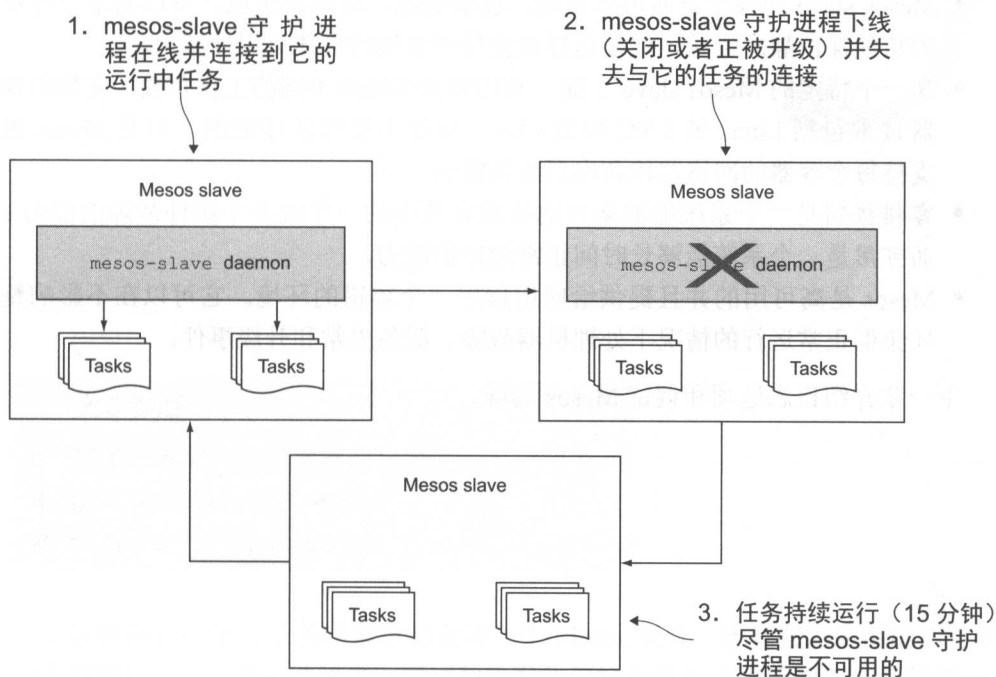 1. mesos-slave 守护进
程在线并连接到它的
运行中任务
2. mesos-slave 守护进程下线
（关闭或者正被升级）并失
去与它的任务的连接
Mesos slave
mesos-slave daemon
Tasks
Tasks
Mesos slave
mesos-slave daemon
Tasks
Tasks
Mesos slave
Tasks
Tasks
3. 任务持续运行（15 分钟）
尽管 mesos-slave 守护
进程是不可用的